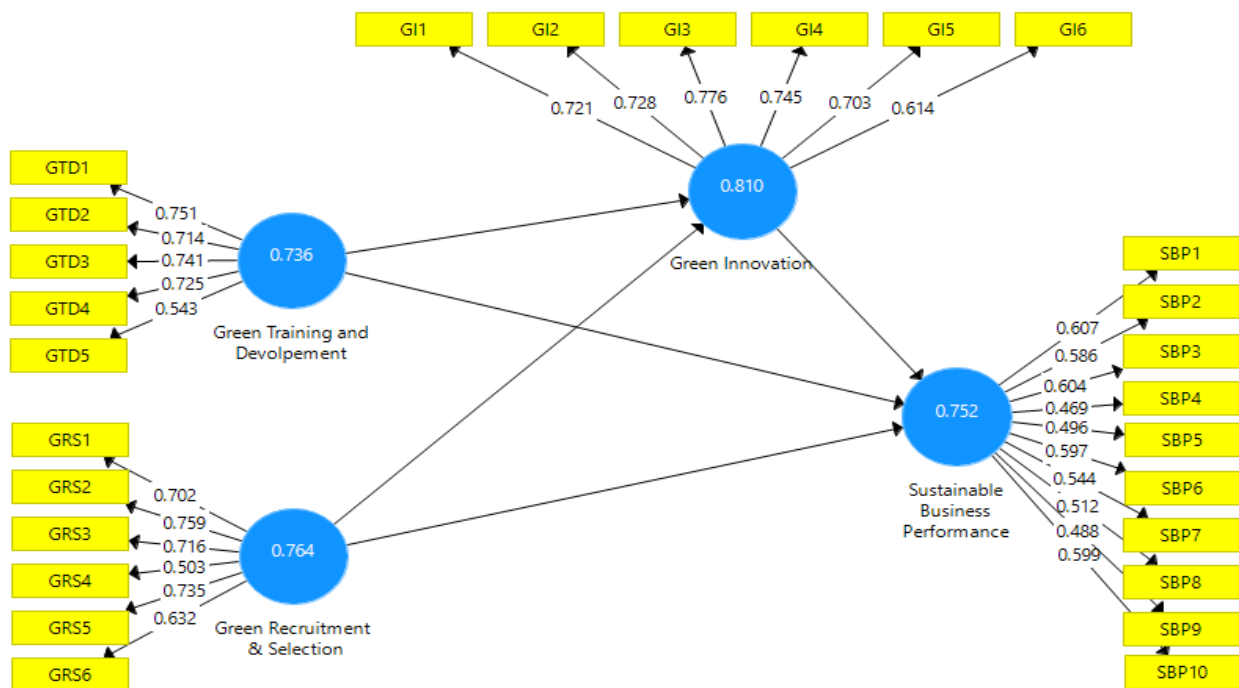 GI1
GI2
GI3
GI4
GI5
GI6
0.721
0.728
0.776
0.745
0.703
0.614
0.810
Green Innovation
GTD1
GTD2
GTD3
GTD4
GTD5
0.751
0.714
0.741
0.725
0.543
0.736
Green Training and
Devolpement
GRS1
GRS2
GRS3
GRS4
GRS5
GRS6
0.702
0.759
0.716
0.503
0.735
0.632
0.764
Green Recruitment
& Selection
0.752
Sustainable
Business
Performance
0.607
0.586
0.604
0.469
0.496
0.597
0.544
0.512
0.488
0.599
SBP1
SBP2
SBP3
SBP4
SBP5
SBP6
SBP7
SBP8
SBP9
SBP10